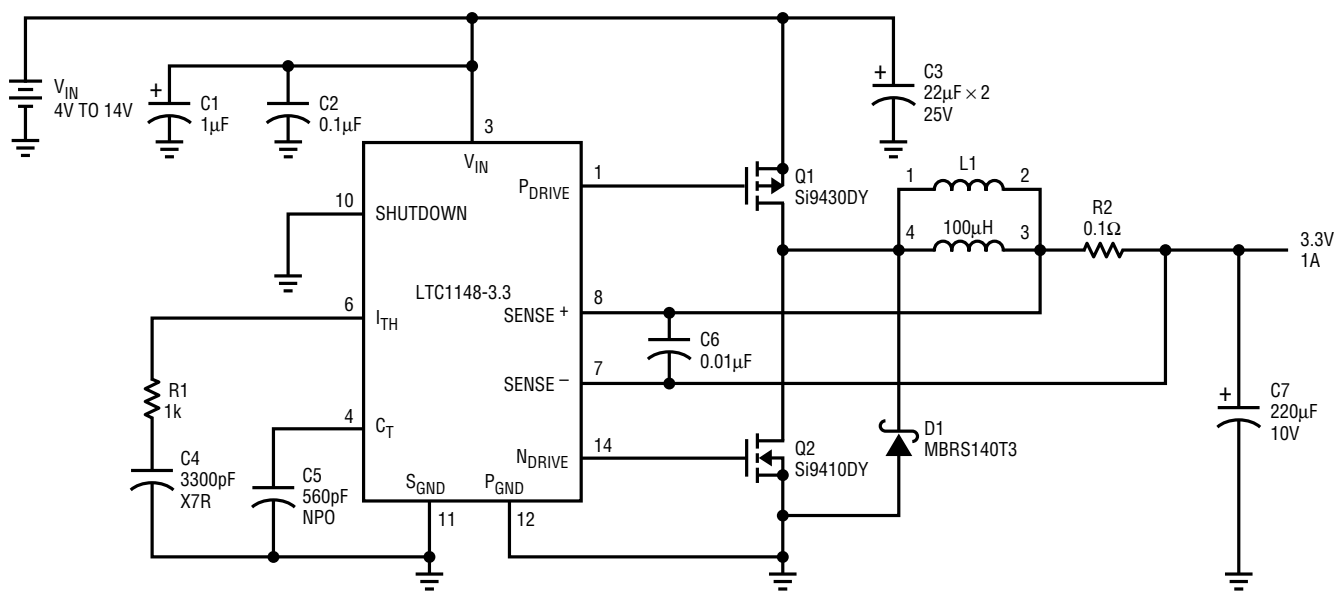 +
V_IN
4V TO 14V
+
C1
1µF
C2
0.1µF
+
C3
22µF × 2
25V
3
V_IN
P_DRIVE
1
Q1
Si9430DY
10
SHUTDOWN
L1
1
2
4
100µH
3
R2
0.1Ω
3.3V
1A
LTC1148-3.3
6
I_TH
SENSE +
8
C6
0.01µF
SENSE –
7
R1
1k
4
C_T
+
C7
220µF
10V
D1
MBRS140T3
N_DRIVE
14
Q2
Si9410DY
C4
3300pF
X7R
C5
560pF
NPO
S_GND
P_GND
11
12